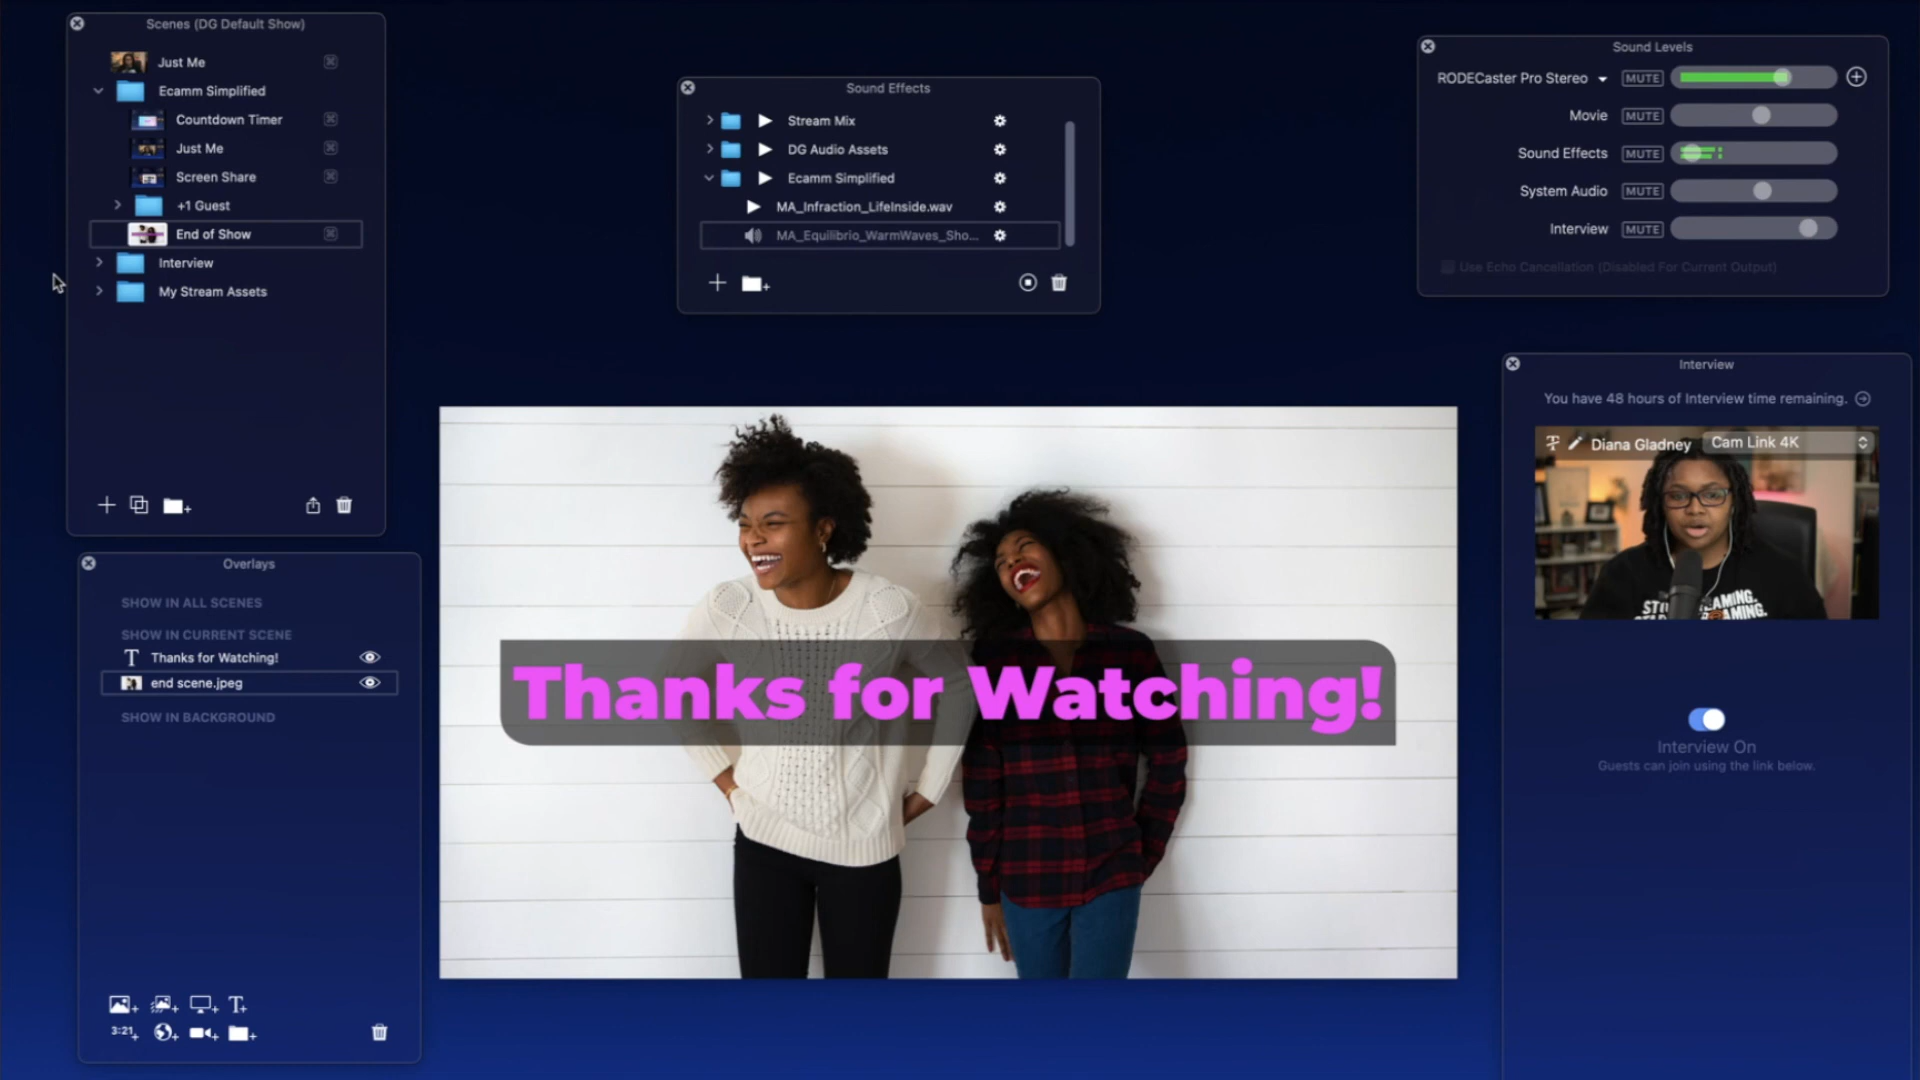 Scenes (DG Default Show)
Just Me
Ecamm Simplified
Countdown Timer
Just Me
Screen Share
+1 Guest
End of Show
Interview
My Stream Assets
Overlays
SHOW IN ALL SCENES
SHOW IN CURRENT SCENE
T Thanks for Watching!
end scene.jpeg
SHOW IN BACKGROUND
T+
3:21+
Sound Effects
Stream Mix
DG Audio Assets
Ecamm Simplified
MA_Infraction_LifeInside.wav
MA_Equilibrio_WarmWaves_Sho...
Thanks for Watching!
Sound Levels
RODECaster Pro Stereo MUTE
Movie MUTE
Sound Effects MUTE
System Audio MUTE
Interview MUTE
Use Echo Cancellation (Disabled For Current Output)
Interview
You have 48 hours of Interview time remaining.
Diana Gladney Cam Link 4K
Interview On
Guests can join using the link below.